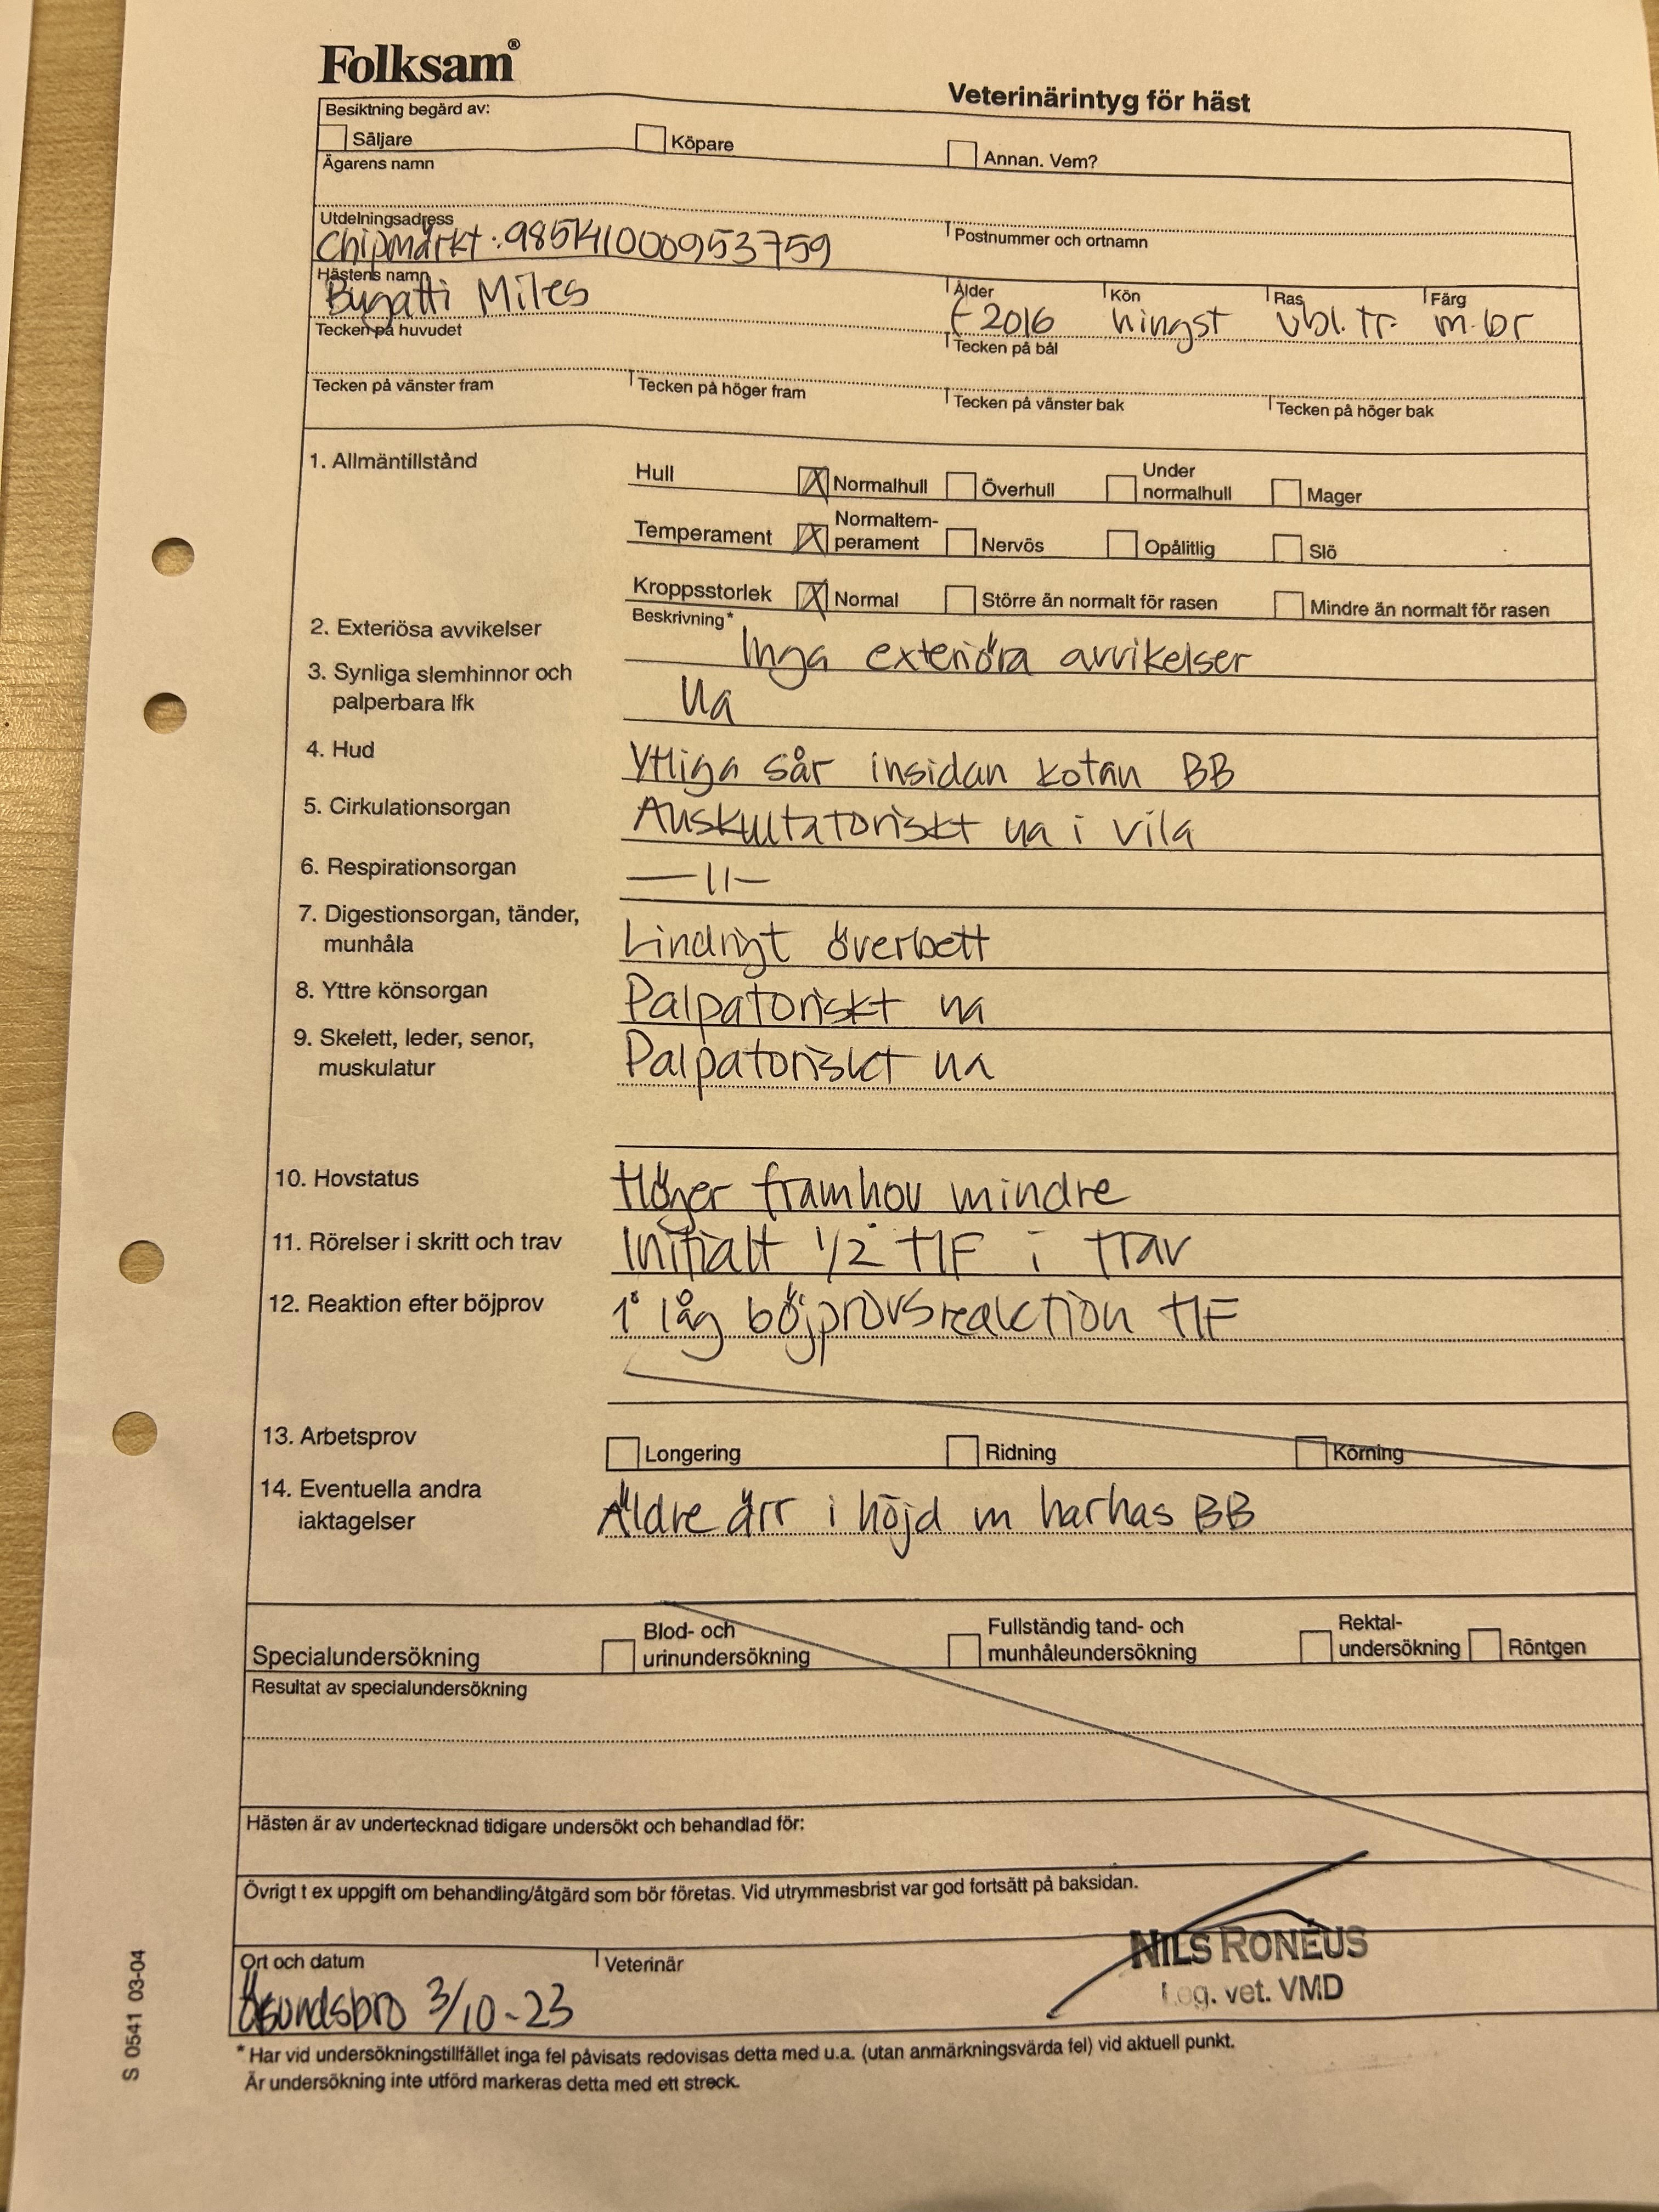 Folksam®
Veterinärintyg för häst
Besiktning begärd av:
Säljare Köpare Annan. Vem?
Ägarens namn
Utdelningsadress Postnummer och ortnamn
Chipmärkt: 985141000953759
Hästens namn Ålder Kön Ras Färg
Bugatti Miles f 2016 hingst vbl. tr. m.br
Tecken på huvudet Tecken på bål
Tecken på vänster fram Tecken på höger fram Tecken på vänster bak Tecken på höger bak
1. Allmäntillstånd
Hull X Normalhull Överhull Under normalhull Mager
Temperament X Normaltem-perament Nervös Opålitlig Slö
Kroppsstorlek X Normal Större än normalt för rasen Mindre än normalt för rasen
Beskrivning*
2. Exteriösa avvikelser Inga exteriöra avvikelser
3. Synliga slemhinnor och
palperbara lfk Ua
4. Hud Ytliga sår insidan kotan BB
5. Cirkulationsorgan Auskultatoriskt ua i vila
6. Respirationsorgan —11—
7. Digestionsorgan, tänder,
munhåla Lindrigt överbett
8. Yttre könsorgan Palpatoriskt ua
9. Skelett, leder, senor,
muskulatur Palpatoriskt ua
10. Hovstatus Höger framhov mindre
11. Rörelser i skritt och trav Initialt 1/2° HF i trav
12. Reaktion efter böjprov 1° låg böjprovsreaktion HF
13. Arbetsprov Longering Ridning Körning
14. Eventuella andra
iaktagelser Äldre ärr i höjd m harhas BB
Specialundersökning Blod- och urinundersökning Fullständig tand- och munhåleundersökning Rektal-undersökning Röntgen
Resultat av specialundersökning
Hästen är av undertecknad tidigare undersökt och behandlad för:
Övrigt t ex uppgift om behandling/åtgärd som bör företas. Vid utrymmesbrist var god fortsätt på baksidan.
NILS RONÉUS
Leg. vet. VMD
Ort och datum Veterinär
Ösundsbro 3/10-23
* Har vid undersökningstillfället inga fel påvisats redovisas detta med u.a. (utan anmärkningsvärda fel) vid aktuell punkt.
Är undersökning inte utförd markeras detta med ett streck.
S 0541 03-04